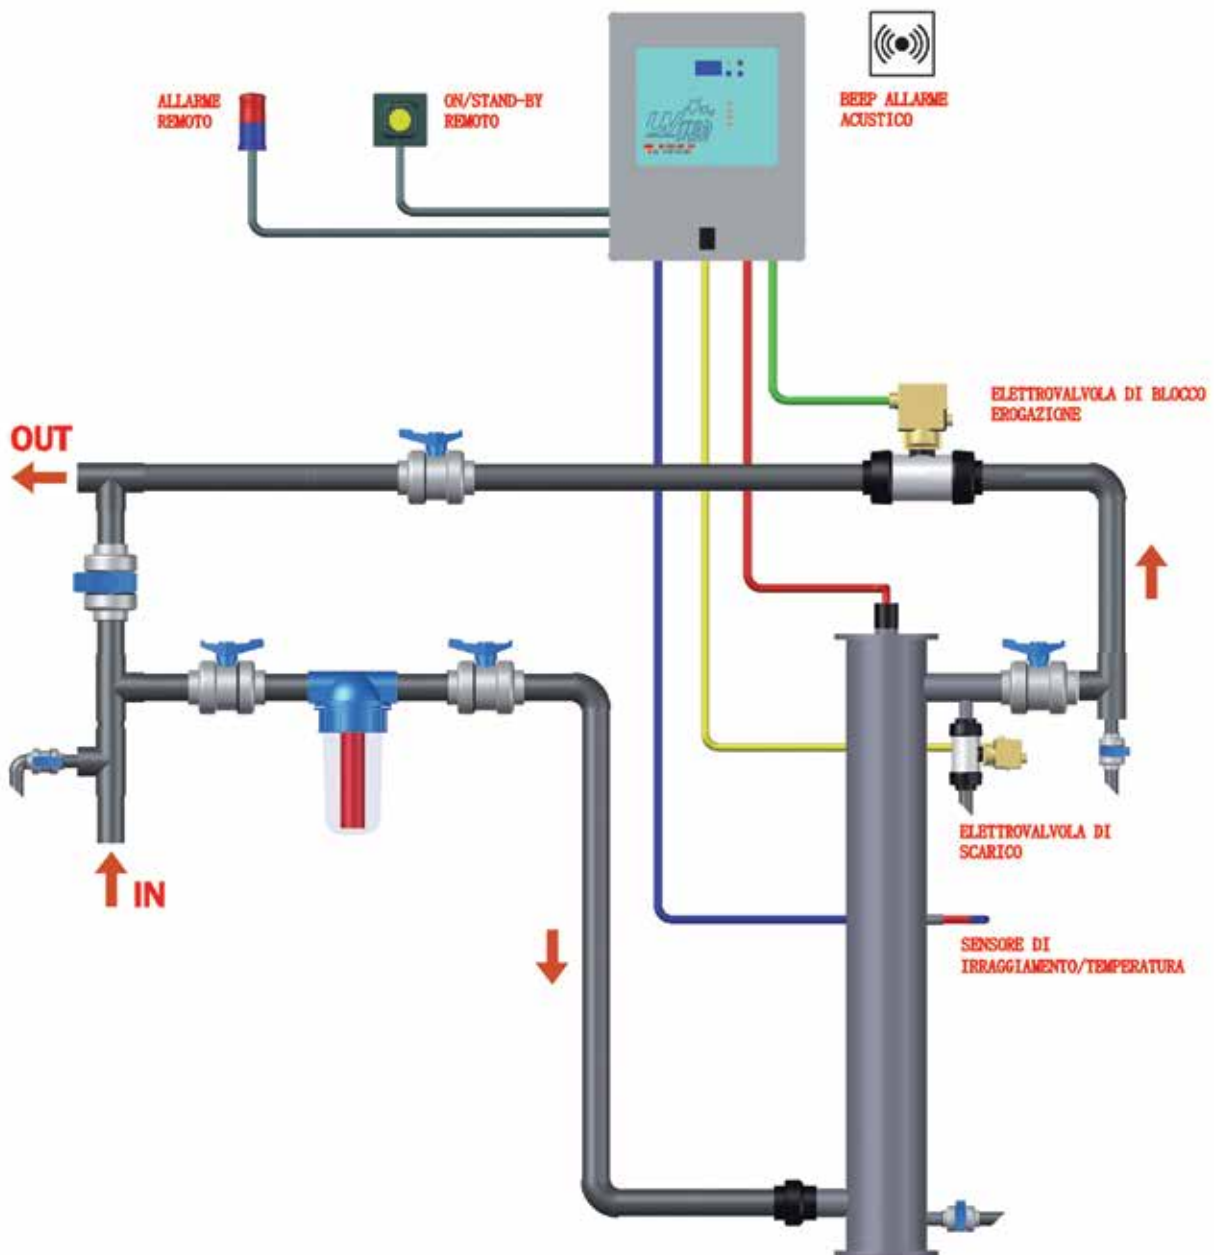 ALLARME
REMOTO
ON/STAND-BY
REMOTO
BEEP ALLARME
ACUSTICO
ELETTROVALVOLA DI BLOCCO
EROGAZIONE
OUT
ELETTROVALVOLA DI
SCARICO
IN
SENSORE DI
IRRAGGIAMENTO/TEMPERATURA